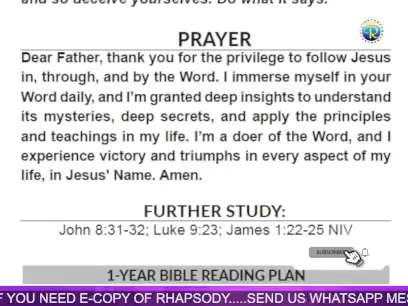 and so deceive yourselves. Do what it says.
PRAYER
Dear Father, thank you for the privilege to follow Jesus
in, through, and by the Word. I immerse myself in your
Word daily, and I'm granted deep insights to understand
its mysteries, deep secrets, and apply the principles
and teachings in my life. I'm a doer of the Word, and I
experience victory and triumphs in every aspect of my
life, in Jesus' Name. Amen.
FURTHER STUDY:
John 8:31-32; Luke 9:23; James 1:22-25 NIV
SUBSCRIBE
1-YEAR BIBLE READING PLAN
F YOU NEED E-COPY OF RHAPSODY.....SEND US WHATSAPP MES